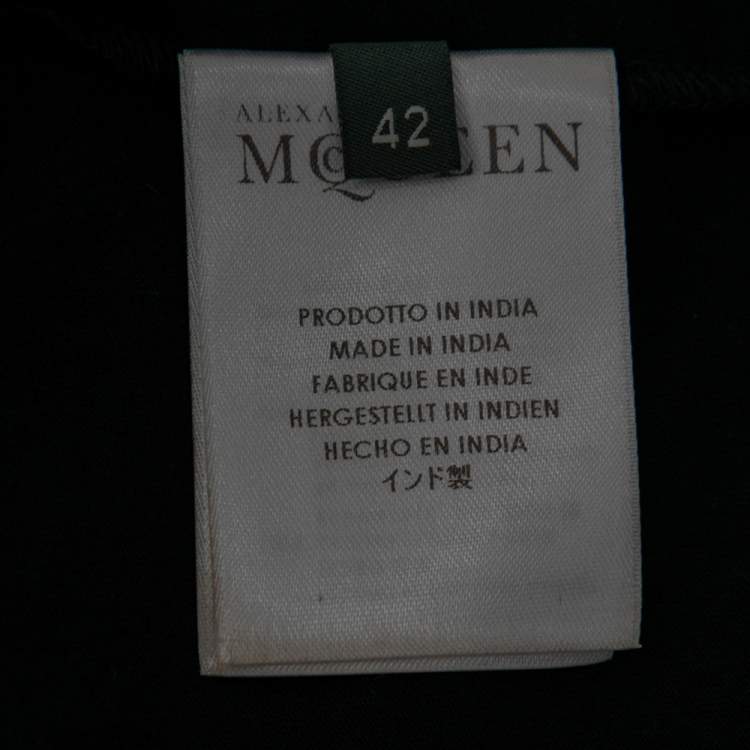 ALEXA
42
MCQ EEN
PRODOTTO IN INDIA
MADE IN INDIA
FABRIQUE EN INDE
HERGESTELLT IN INDIEN
HECHO EN INDIA
インド製